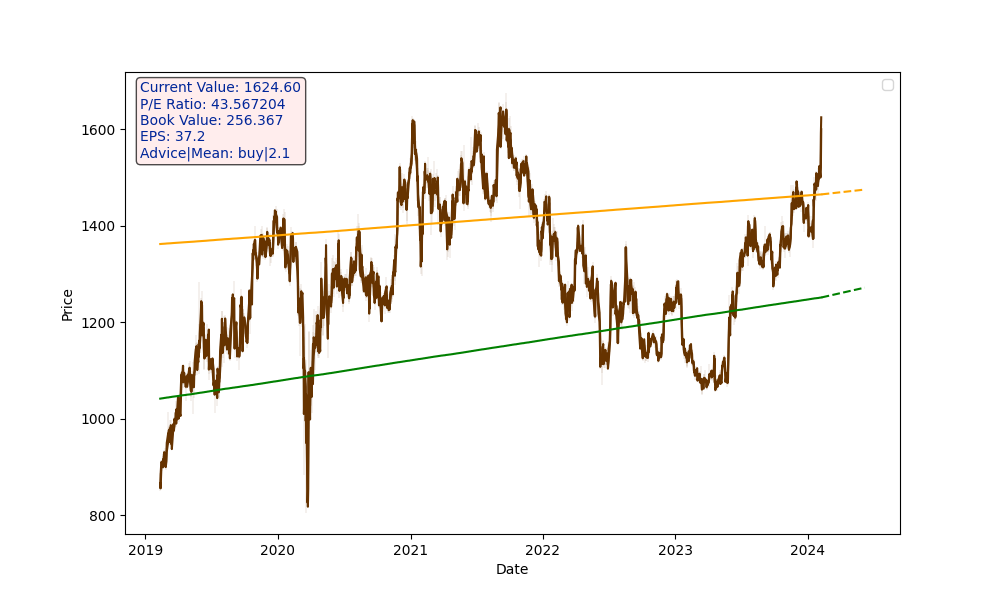 Current Value: 1624.60
P/E Ratio: 43.567204
Book Value: 256.367
EPS: 37.2
Advice|Mean: buy|2.1
1600
1400
1200
1000
800
Price
2019 2020 2021 2022 2023 2024
Date